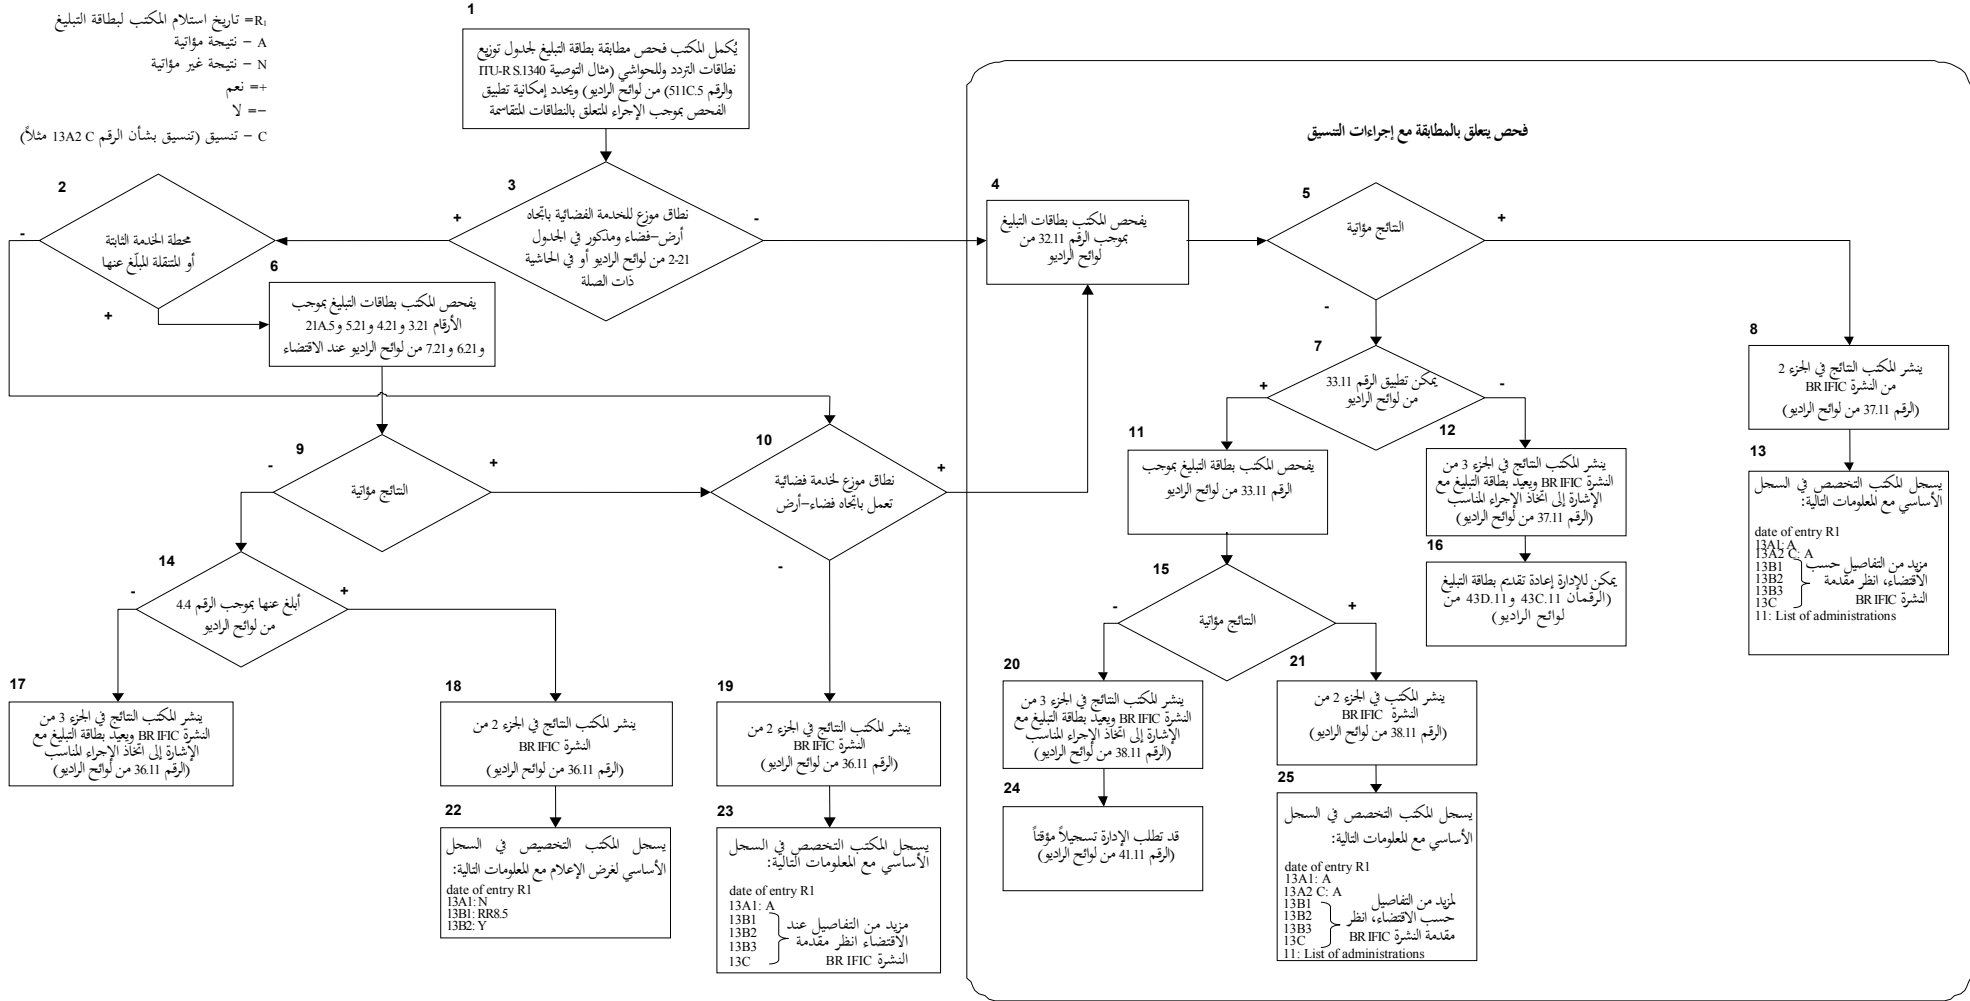 R1= تاريخ استلام المكتب لبطاقة التبليغ
A – نتيجة مؤاتية
N – نتيجة غير مؤاتية
+= نعم
–= لا
C – تنسيق (تنسيق بشأن الرقم 13A2 C مثلاً)
1
يُكمل المكتب فحص مطابقة بطاقة التبليغ لجدول توزيع
نطاقات التردد وللحواشي (مثال التوصية ITU-R S.1340
والرقم 511C.5) من لوائح الراديو) ويحدد إمكانية تطبيق
الفحص بموجب الإجراء المتعلق بالنطاقات المتقاسمة
فحص يتعلق بالمطابقة مع إجراءات التنسيق
2
محطة الخدمة الثابتة
أو المتنقلة المبلّغ عنها
-
+
3
نطاق موزع للخدمة الفضائية باتجاه
أرض–فضاء ومذكور في الجدول
2-21 من لوائح الراديو أو في الحاشية
ذات الصلة
+
-
4
يفحص المكتب بطاقات التبليغ
بموجب الرقم 32.11 من
لوائح الراديو
5
النتائج مؤاتية
+
-
6
يفحص المكتب بطاقات التبليغ بموجب
الأرقام 3.21 و4.21 و5.21 و21A.5
و6.21 و7.21 من لوائح الراديو عند الاقتضاء
7
يمكن تطبيق الرقم 33.11
من لوائح الراديو
+
-
8
ينشر المكتب النتائج في الجزء 2
من النشرة BR IFIC
(الرقم 37.11 من لوائح الراديو)
9
النتائج مؤاتية
-
+
10
نطاق موزع لخدمة فضائية
تعمل باتجاه فضاء–أرض
+
-
11
يفحص المكتب بطاقة التبليغ بموجب
الرقم 33.11 من لوائح الراديو
12
ينشر المكتب النتائج في الجزء 3 من
النشرة BR IFIC ويعيد بطاقة التبليغ مع
الإشارة إلى اتخاذ الإجراء المناسب
(الرقم 37.11 من لوائح الراديو)
13
يسجل المكتب التخصص في السجل
الأساسي مع المعلومات التالية:
date of entry R1
13A1: A
13A2 C: A
13B1
13B2
13B3
13C
مزيد من التفاصيل حسب
الاقتضاء، انظر مقدمة
النشرة BR IFIC
11: List of administrations
14
أبلغ عنها بموجب الرقم 4.4
من لوائح الراديو
-
+
15
النتائج مؤاتية
-
+
16
يمكن للإدارة إعادة تقديم بطاقة التبليغ
(الرقمان 43C.11 و43D.11 من
لوائح الراديو)
17
ينشر المكتب النتائج في الجزء 3 من
النشرة BR IFIC ويعيد بطاقة التبليغ مع
الإشارة إلى اتخاذ الإجراء المناسب
(الرقم 36.11 من لوائح الراديو)
18
ينشر المكتب النتائج في الجزء 2 من
النشرة BR IFIC
(الرقم 36.11 من لوائح الراديو)
19
ينشر المكتب النتائج في الجزء 2 من
النشرة BR IFIC
(الرقم 36.11 من لوائح الراديو)
20
ينشر المكتب النتائج في الجزء 3 من
النشرة BR IFIC ويعيد بطاقة التبليغ مع
الإشارة إلى اتخاذ الإجراء المناسب
(الرقم 38.11 من لوائح الراديو)
21
ينشر المكتب في الجزء 2 من
النشرة BR IFIC
(الرقم 38.11 من لوائح الراديو)
22
يسجل المكتب التخصيص في السجل
الأساسي لغرض الإعلام مع المعلومات التالية:
date of entry R1
13A1: N
13B1: RR8.5
13B2: Y
23
يسجل المكتب التخصص في السجل
الأساسي مع المعلومات التالية:
date of entry R1
13A1: A
13B1
13B2
13B3
13C
مزيد من التفاصيل عند
الاقتضاء انظر مقدمة
النشرة BR IFIC
24
قد تطلب الإدارة تسجيلاً مؤقتاً
(الرقم 41.11 من لوائح الراديو)
25
يسجل المكتب التخصص في السجل
الأساسي مع المعلومات التالية:
date of entry R1
13A1: A
13A2 C: A
13B1
13B2
13B3
13C
لمزيد من التفاصيل
حسب الاقتضاء، انظر
مقدمة النشرة BR IFIC
11: List of administrations